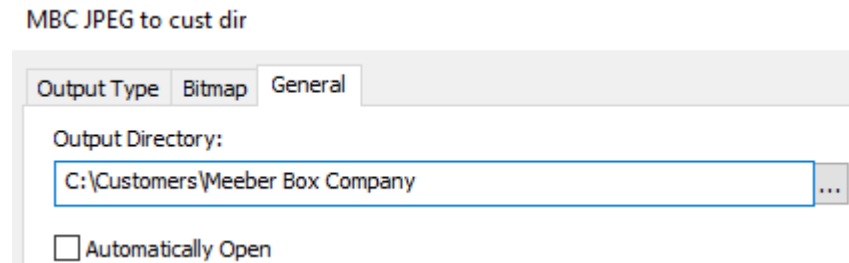 MBC JPEG to cust dir
Output Type Bitmap General
Output Directory:
C:\Customers\Meeber Box Company ...
Automatically Open